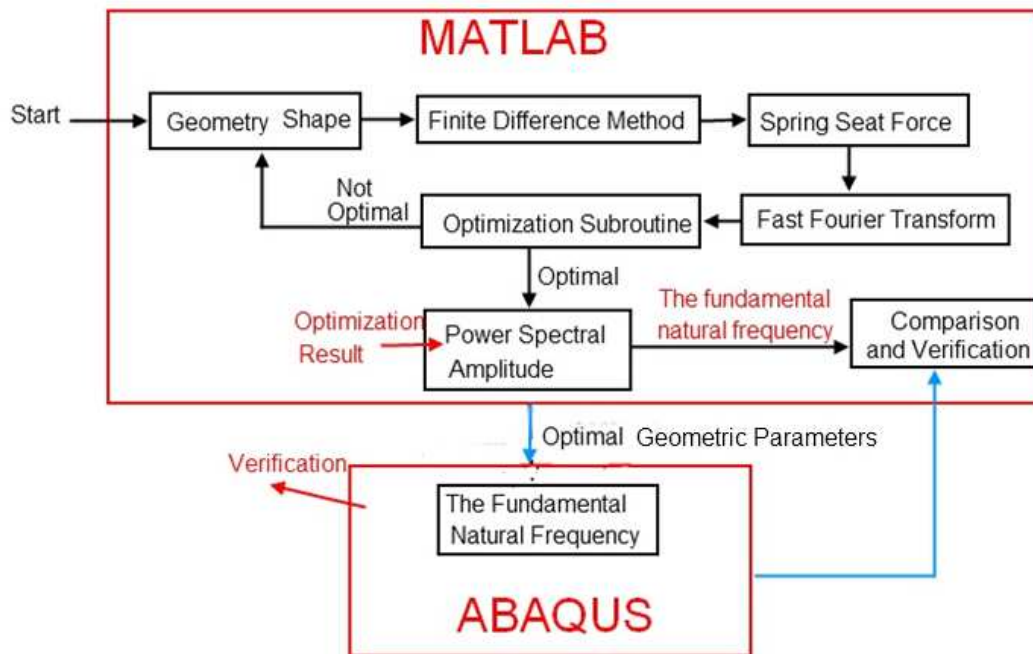 MATLAB
Start
Geometry Shape
Finite Difference Method
Spring Seat Force
Not
Optimal
Optimization Subroutine
Fast Fourier Transform
Optimal
The fundamental
natural frequency
Optimization
Result
Power Spectral
Amplitude
Comparison
and Verification
Optimal Geometric Parameters
Verification
The Fundamental
Natural Frequency
ABAQUS